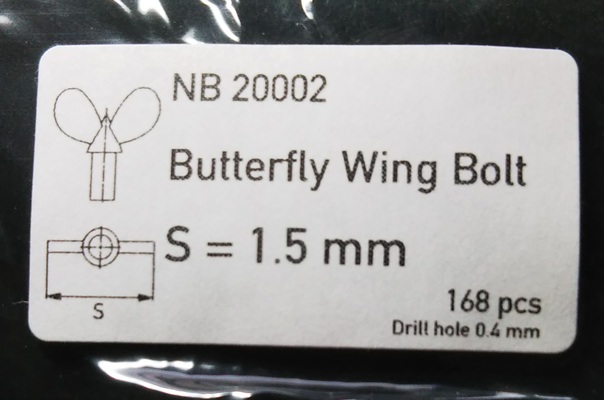 NB 20002
Butterfly Wing Bolt
S = 1.5 mm
S
168 pcs
Drill hole 0.4 mm